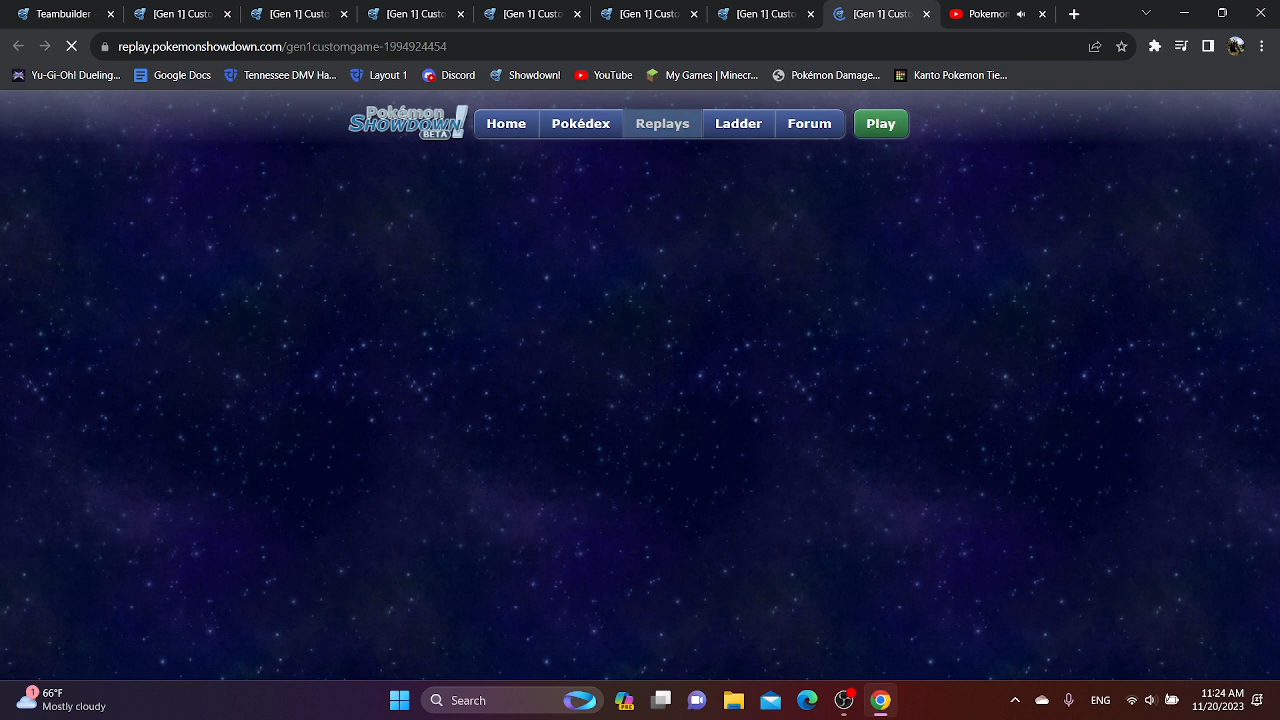 Teambuilder -
[Gen 1] Custo
[Gen 1] Custo
[Gen 1] Custo
[Gen 1] Custo
[Gen 1] Custo
[Gen 1] Custo
[Gen 1] Custo
Pokemon
replay.pokemonshowdown.com/gen1customgame-1994924454
Yu-Gi-Oh! Dueling...
Google Docs
Tennessee DMV Ha...
Layout 1
Discord
Showdown!
YouTube
My Games | Minecr...
Pokémon Image...
Kanto Pokemon Tie...
Pokémon
SHOWDOWN!
BETA
Home
Pokédex
Replays
Ladder
Forum
Play
1
66°F
Mostly cloudy
Search
PRE
ENG
11:24 AM
11/20/2023